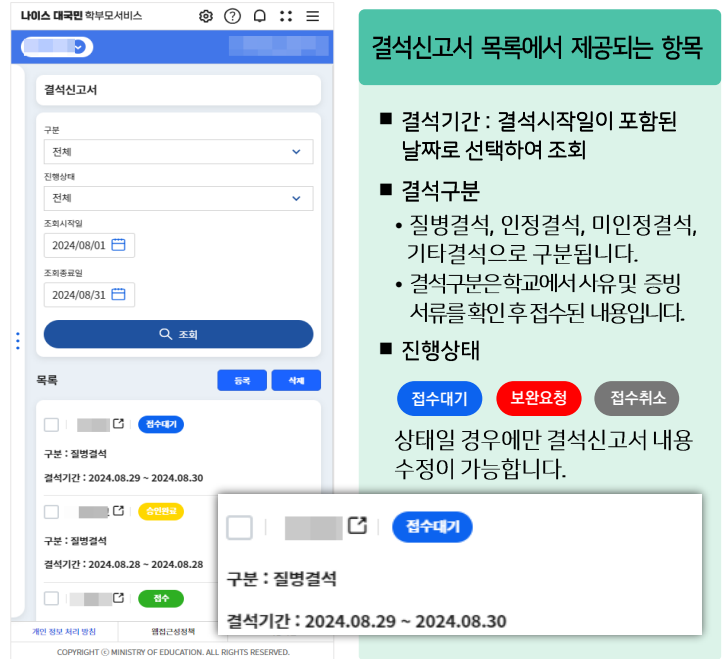 나이스 대국민 학부모서비스
결석신고서
구분
전체
진행상태
전체
조회시작일
2024/08/01
조회종료일
2024/08/31
조회
목록
등록
삭제
접수대기
구분 : 질병결석
결석기간 : 2024.08.29 ~ 2024.08.30
승인완료
구분 : 질병결석
결석기간 : 2024.08.28 ~ 2024.08.28
접수
개인 정보 처리 방침
웹접근성정책
COPYRIGHT ⓒ MINISTRY OF EDUCATION. ALL RIGHTS RESERVED.
결석신고서 목록에서 제공되는 항목
■ 결석기간 : 결석시작일이 포함된
날짜로 선택하여 조회
■ 결석구분
• 질병결석, 인정결석, 미인정결석,
기타결석으로 구분됩니다.
• 결석구분은 학교에서 사유 및 증빙
서류를 확인 후 접수된 내용입니다.
■ 진행상태
접수대기 보완요청 접수취소
상태일 경우에만 결석신고서 내용
수정이 가능합니다.
접수대기
구분 : 질병결석
결석기간 : 2024.08.29 ~ 2024.08.30